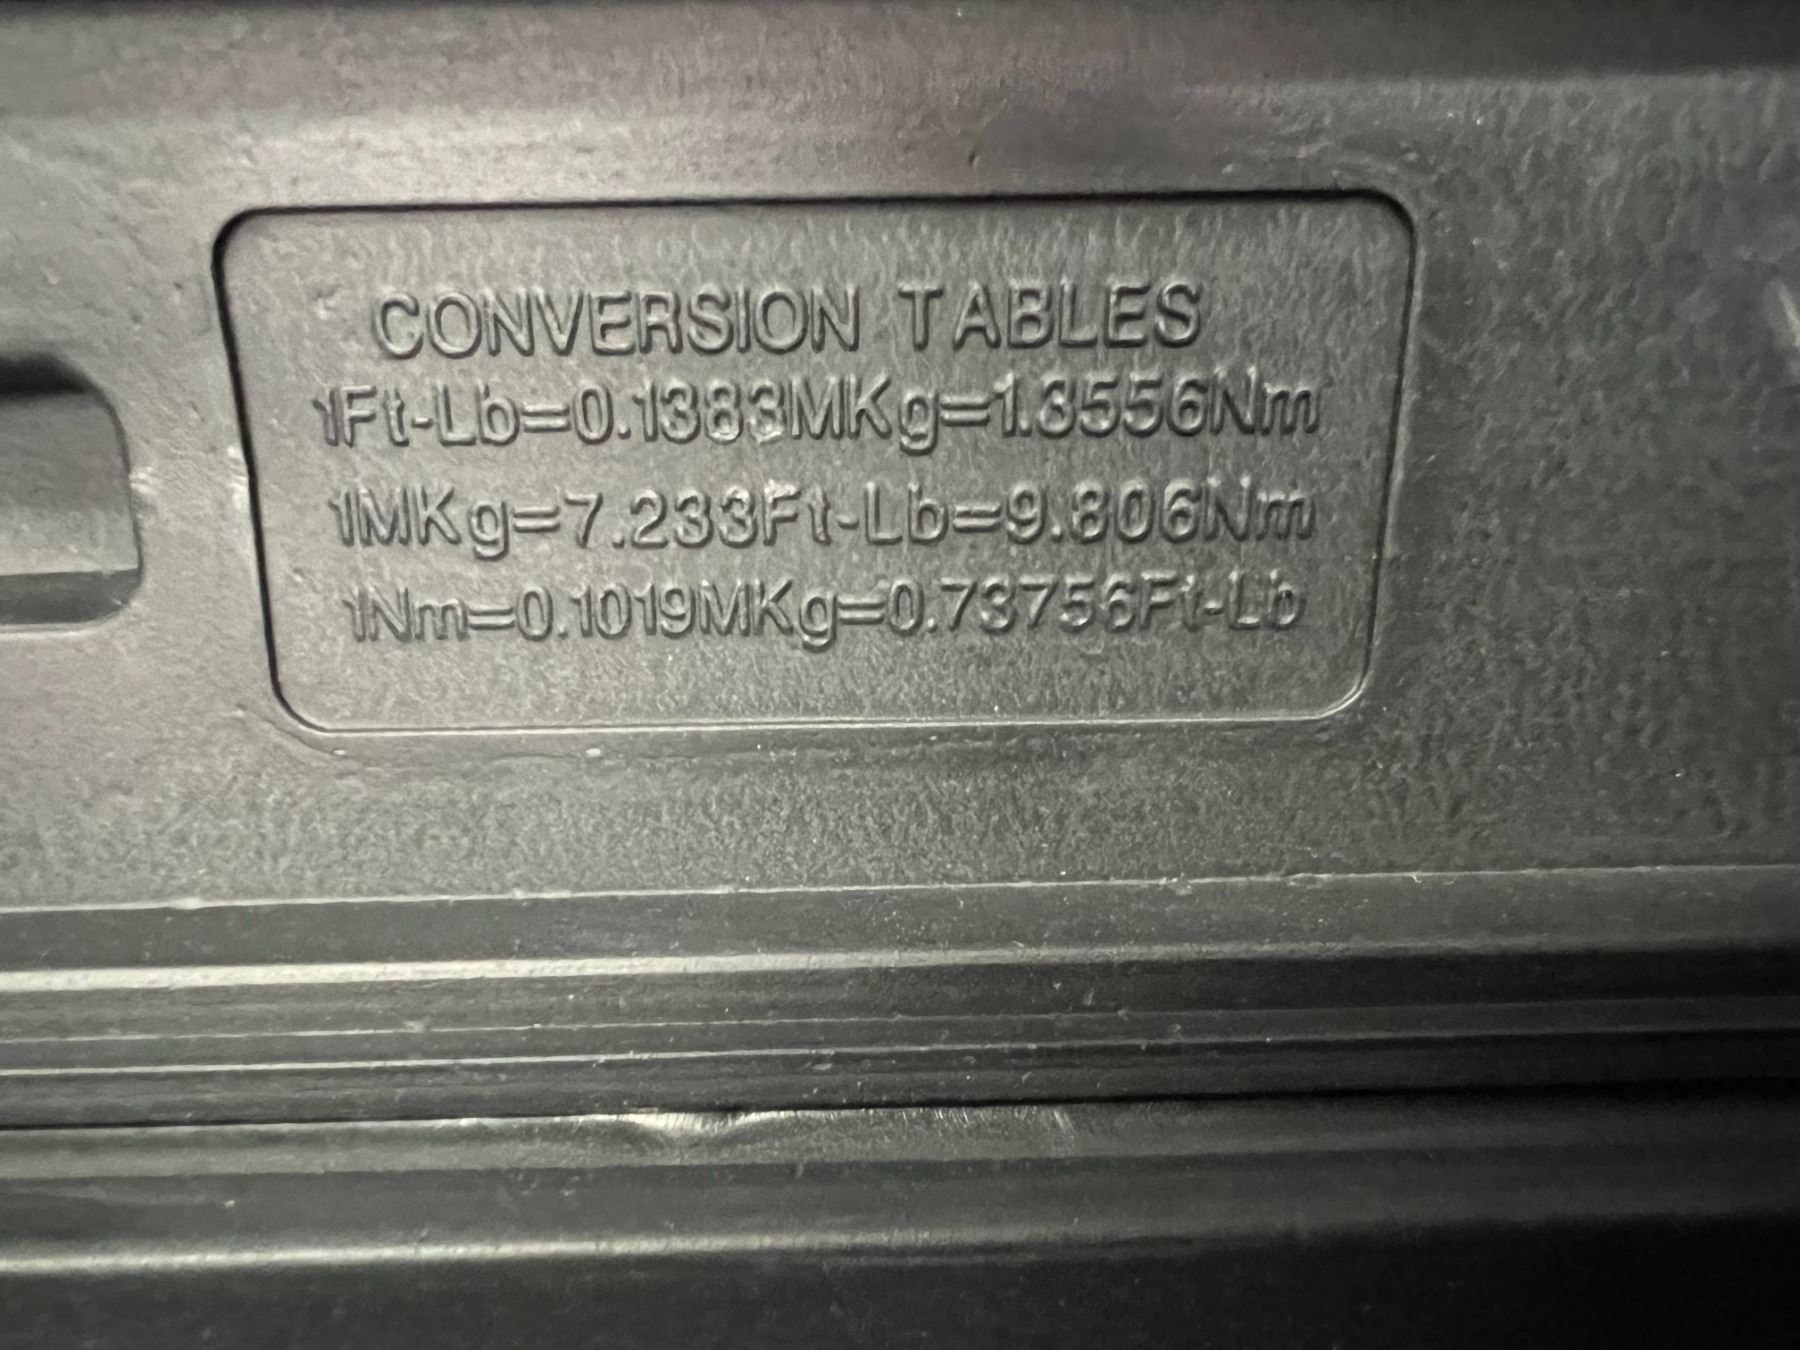 CONVERSION TABLES
1Ft-Lb=0.1383MKg=1.3556Nm
1MKg=7.233Ft-Lb=9.806Nm
1Nm=0.1019MKg=0.73756Ft-Lb